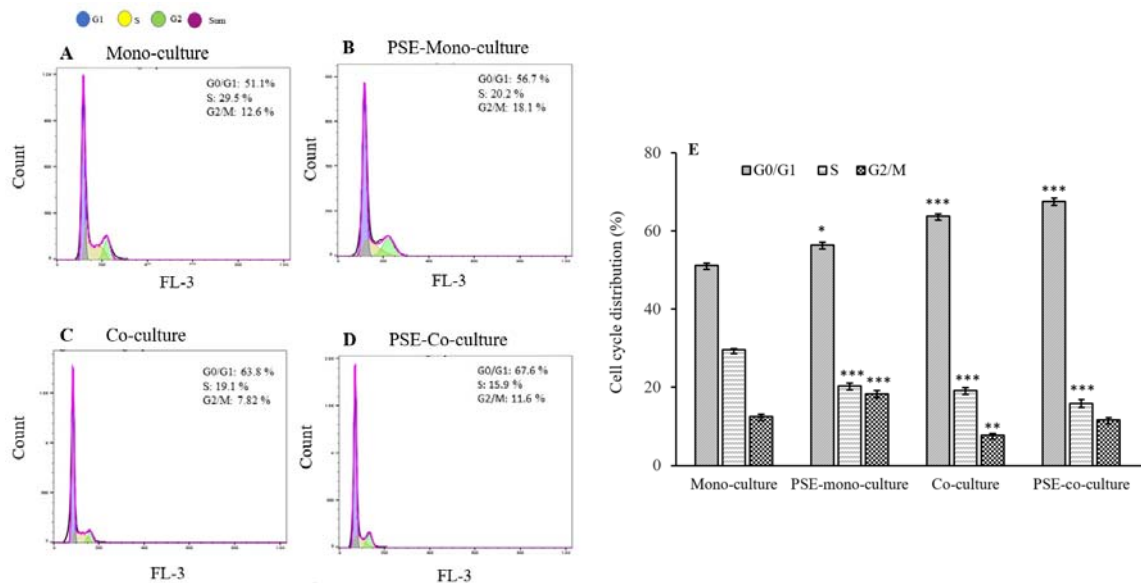 G1 S G2 Sum
A Mono-culture
G0/G1: 51.1%
S: 29.5 %
G2/M: 12.6 %
Count
FL-3
B PSE-Mono-culture
G0/G1: 56.7%
S: 20.2 %
G2/M: 18.1 %
Count
FL-3
C Co-culture
G0/G1: 63.8 %
S: 19.1 %
G2/M: 7.82 %
Count
FL-3
D PSE-Co-culture
G0/G1: 67.6 %
S: 15.9 %
G2/M: 11.6 %
Count
FL-3
E
G0/G1 S G2/M
Cell cycle distribution (%)
80
60
40
20
0
* *** ***
*** *** **
*** ***
Mono-culture PSE-mono-culture Co-culture PSE-co-culture